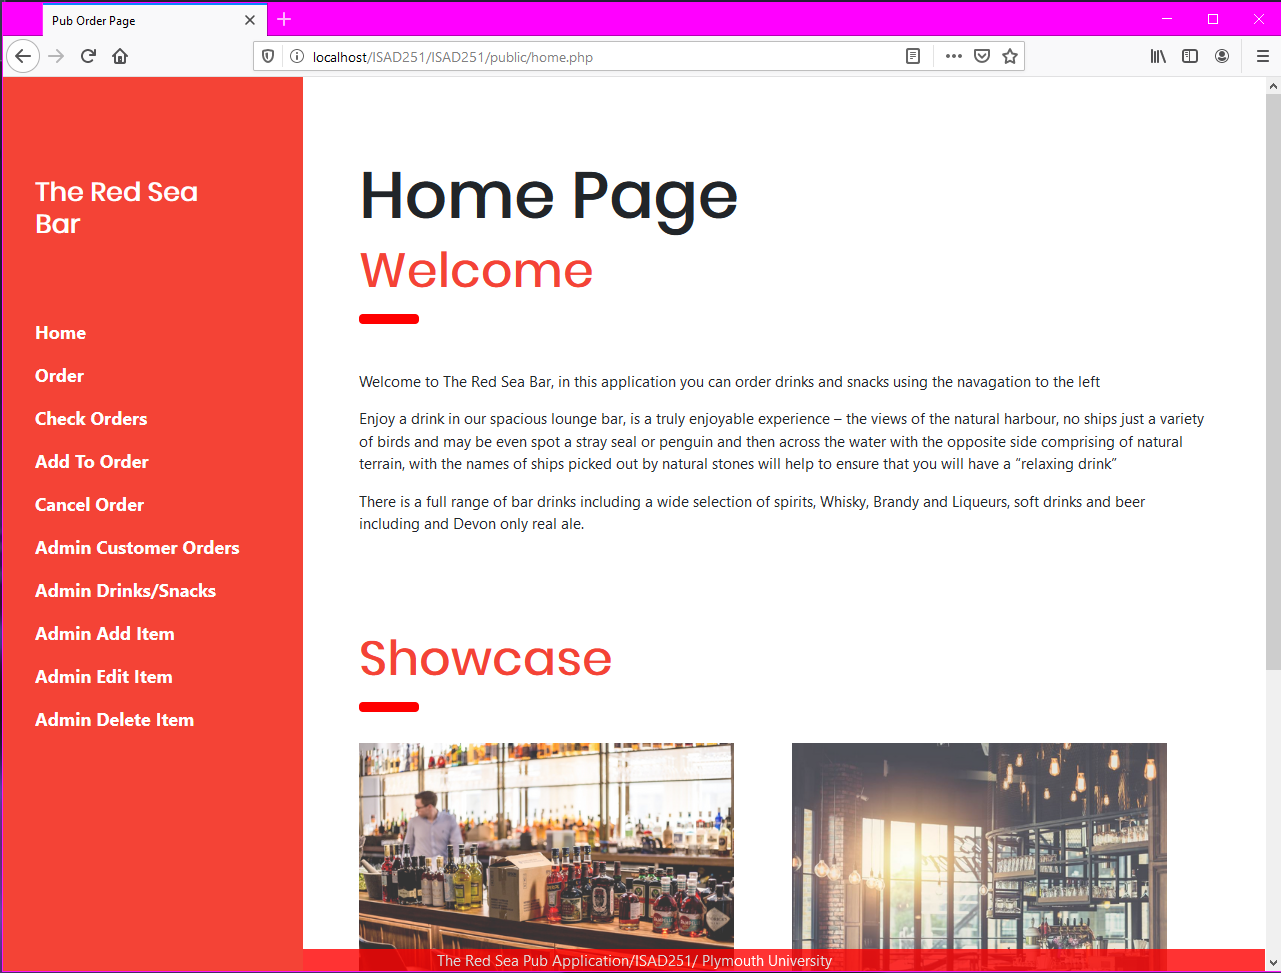 Pub Order Page
localhost/ISAD251/ISAD251/public/home.php
The Red Sea
Bar
Home
Order
Check Orders
Add To Order
Cancel Order
Admin Customer Orders
Admin Drinks/Snacks
Admin Add Item
Admin Edit Item
Admin Delete Item
Home Page
Welcome
Welcome to The Red Sea Bar, in this application you can order drinks and snacks using the navagation to the left
Enjoy a drink in our spacious lounge bar, is a truly enjoyable experience – the views of the natural harbour, no ships just a variety
of birds and may be even spot a stray seal or penguin and then across the water with the opposite side comprising of natural
terrain, with the names of ships picked out by natural stones will help to ensure that you will have a “relaxing drink”
There is a full range of bar drinks including a wide selection of spirits, Whisky, Brandy and Liqueurs, soft drinks and beer
including and Devon only real ale.
Showcase
The Red Sea Pub Application/ISAD251/ Plymouth University